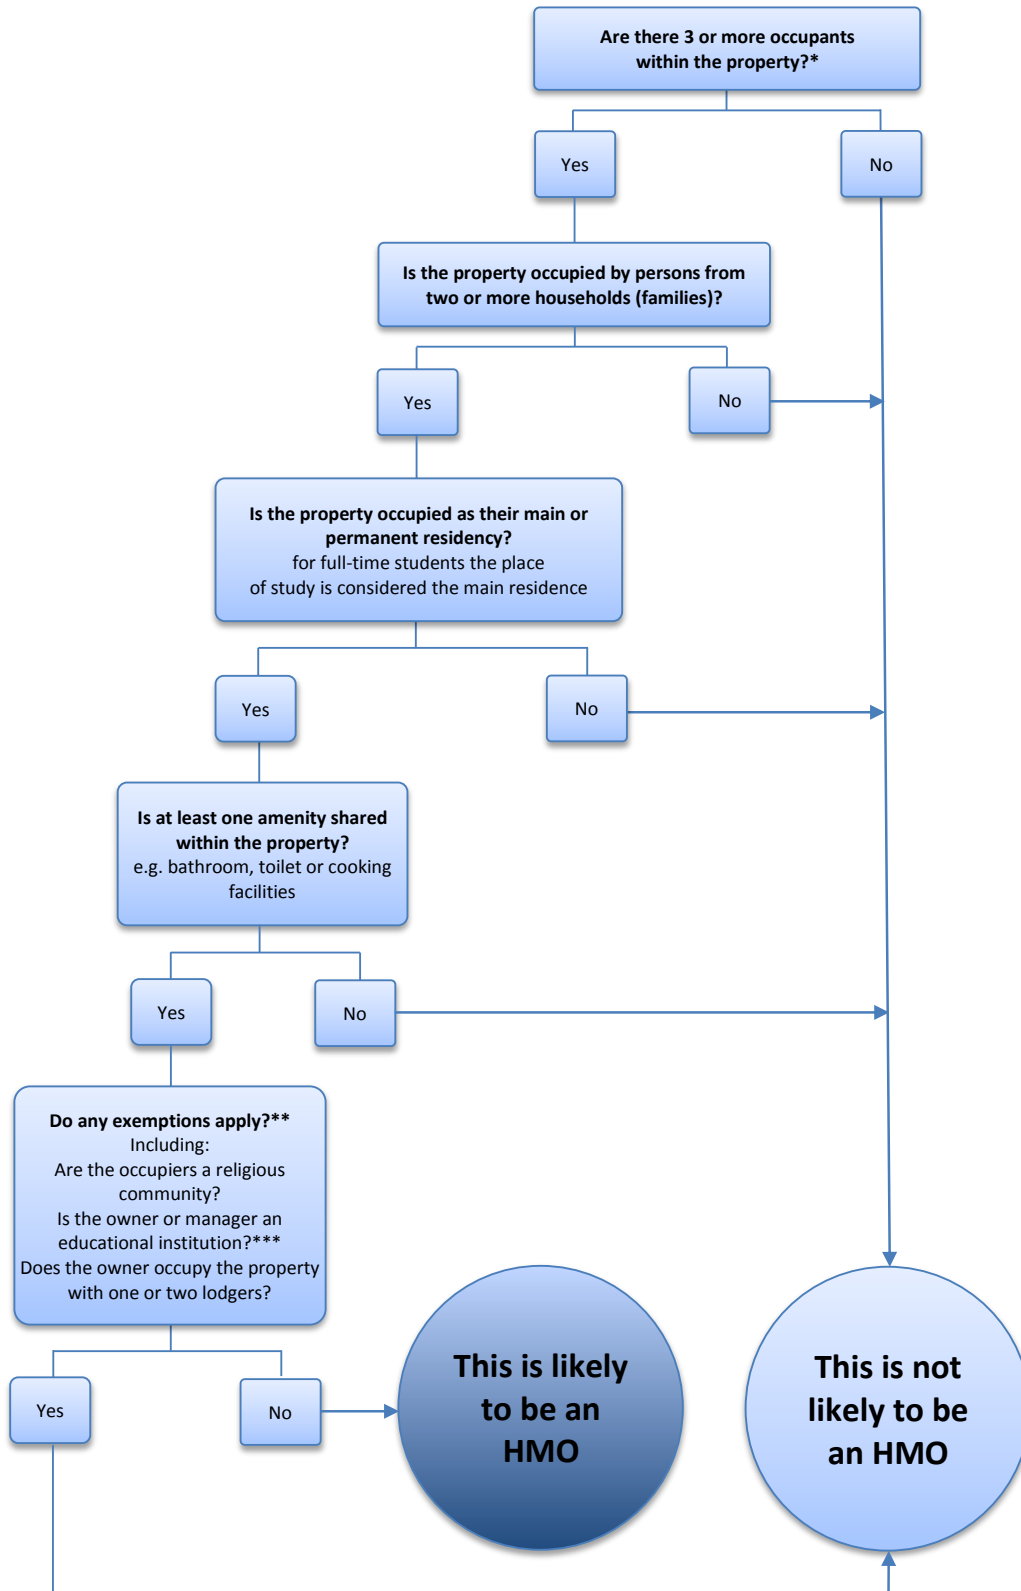 Are there 3 or more occupants
within the property?*
Yes
No
Is the property occupied by persons from
two or more households (families)?
Yes
No
Is the property occupied as their main or
permanent residency?
for full-time students the place
of study is considered the main residence
Yes
No
Is at least one amenity shared
within the property?
e.g. bathroom, toilet or cooking
facilities
Yes
No
Do any exemptions apply?**
Including:
Are the occupiers a religious
community?
Is the owner or manager an
educational institution?***
Does the owner occupy the property
with one or two lodgers?
Yes
No
This is likely
to be an
HMO
This is not
likely to be
an HMO